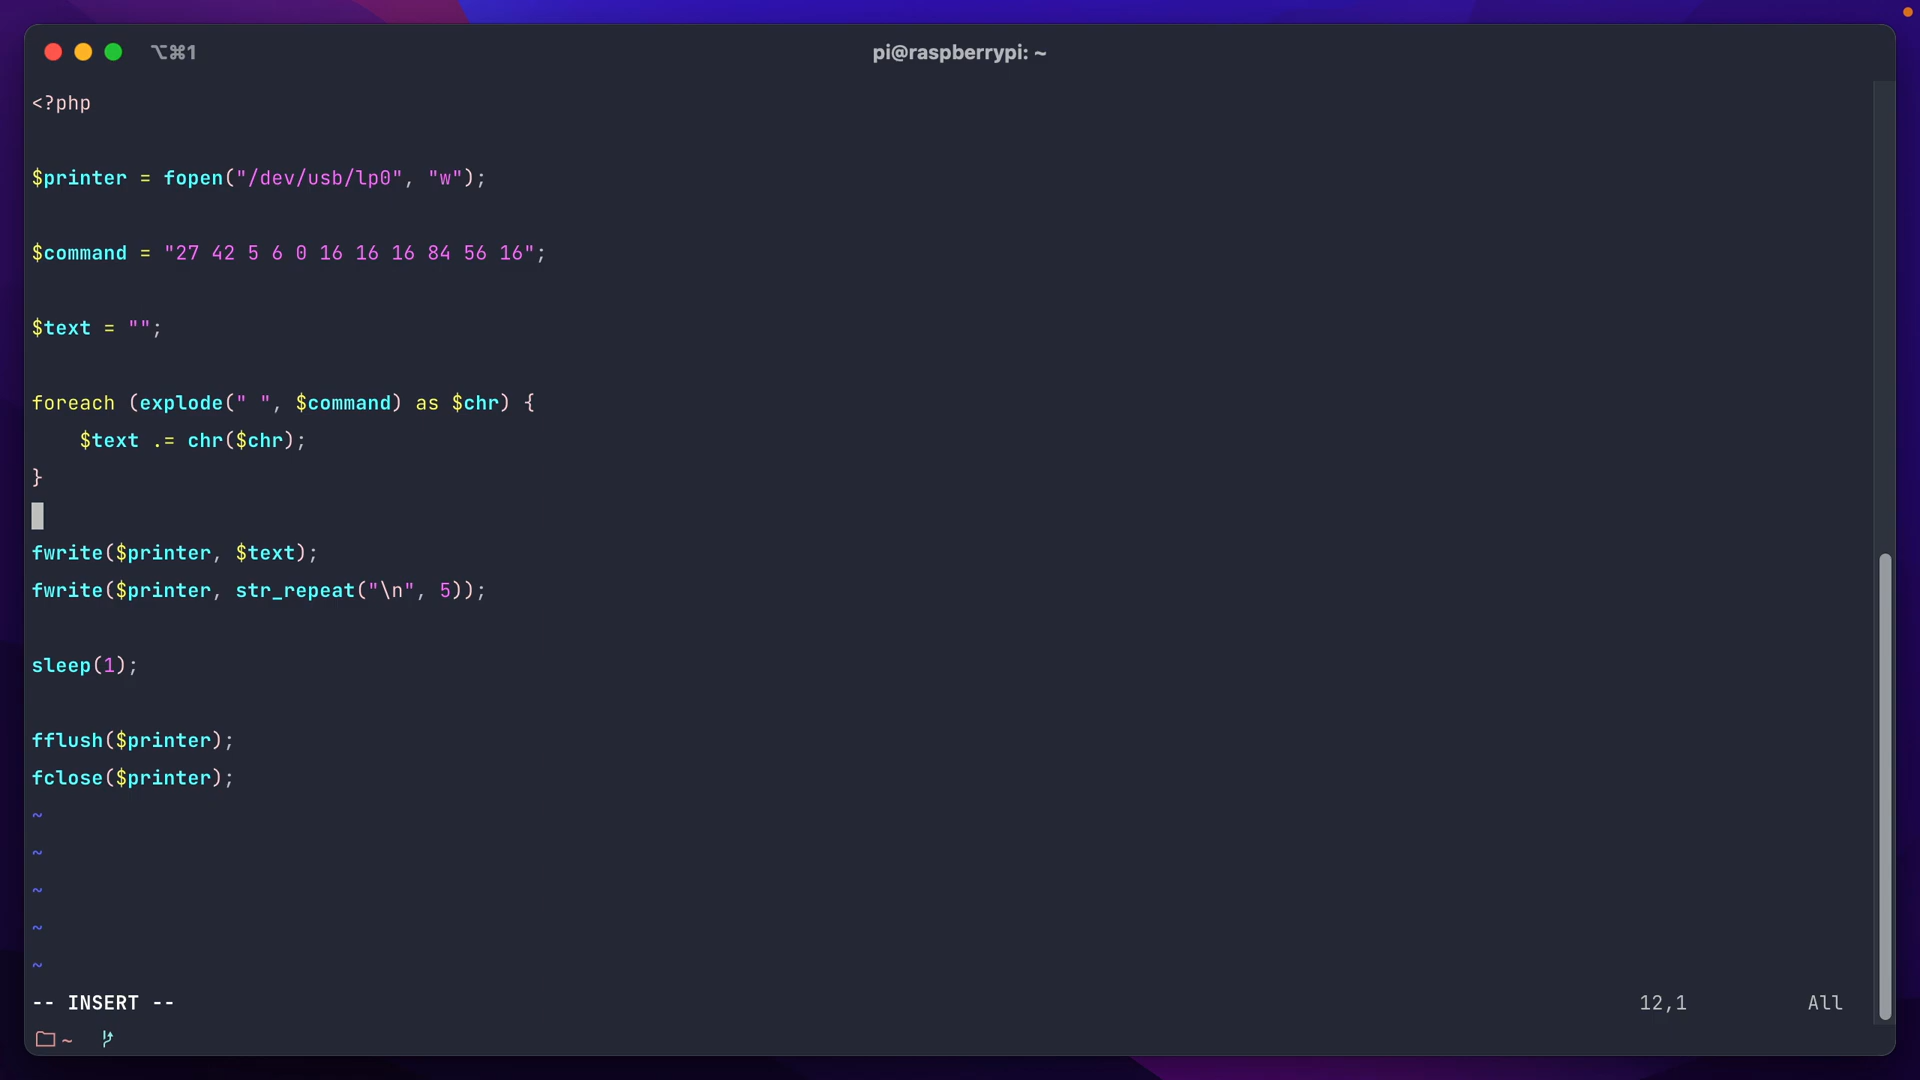 ⌥⌘1
pi@raspberrypi: ~
<?php
$printer = fopen("/dev/usb/lp0", "w");
$command = "27 42 5 6 0 16 16 16 84 56 16";
$text = "";
foreach (explode(" ", $command) as $chr) {
    $text .= chr($chr);
}
fwrite($printer, $text);
fwrite($printer, str_repeat("\n", 5));
sleep(1);
fflush($printer);
fclose($printer);
~
~
~
~
~
-- INSERT -- 12,1 All
~